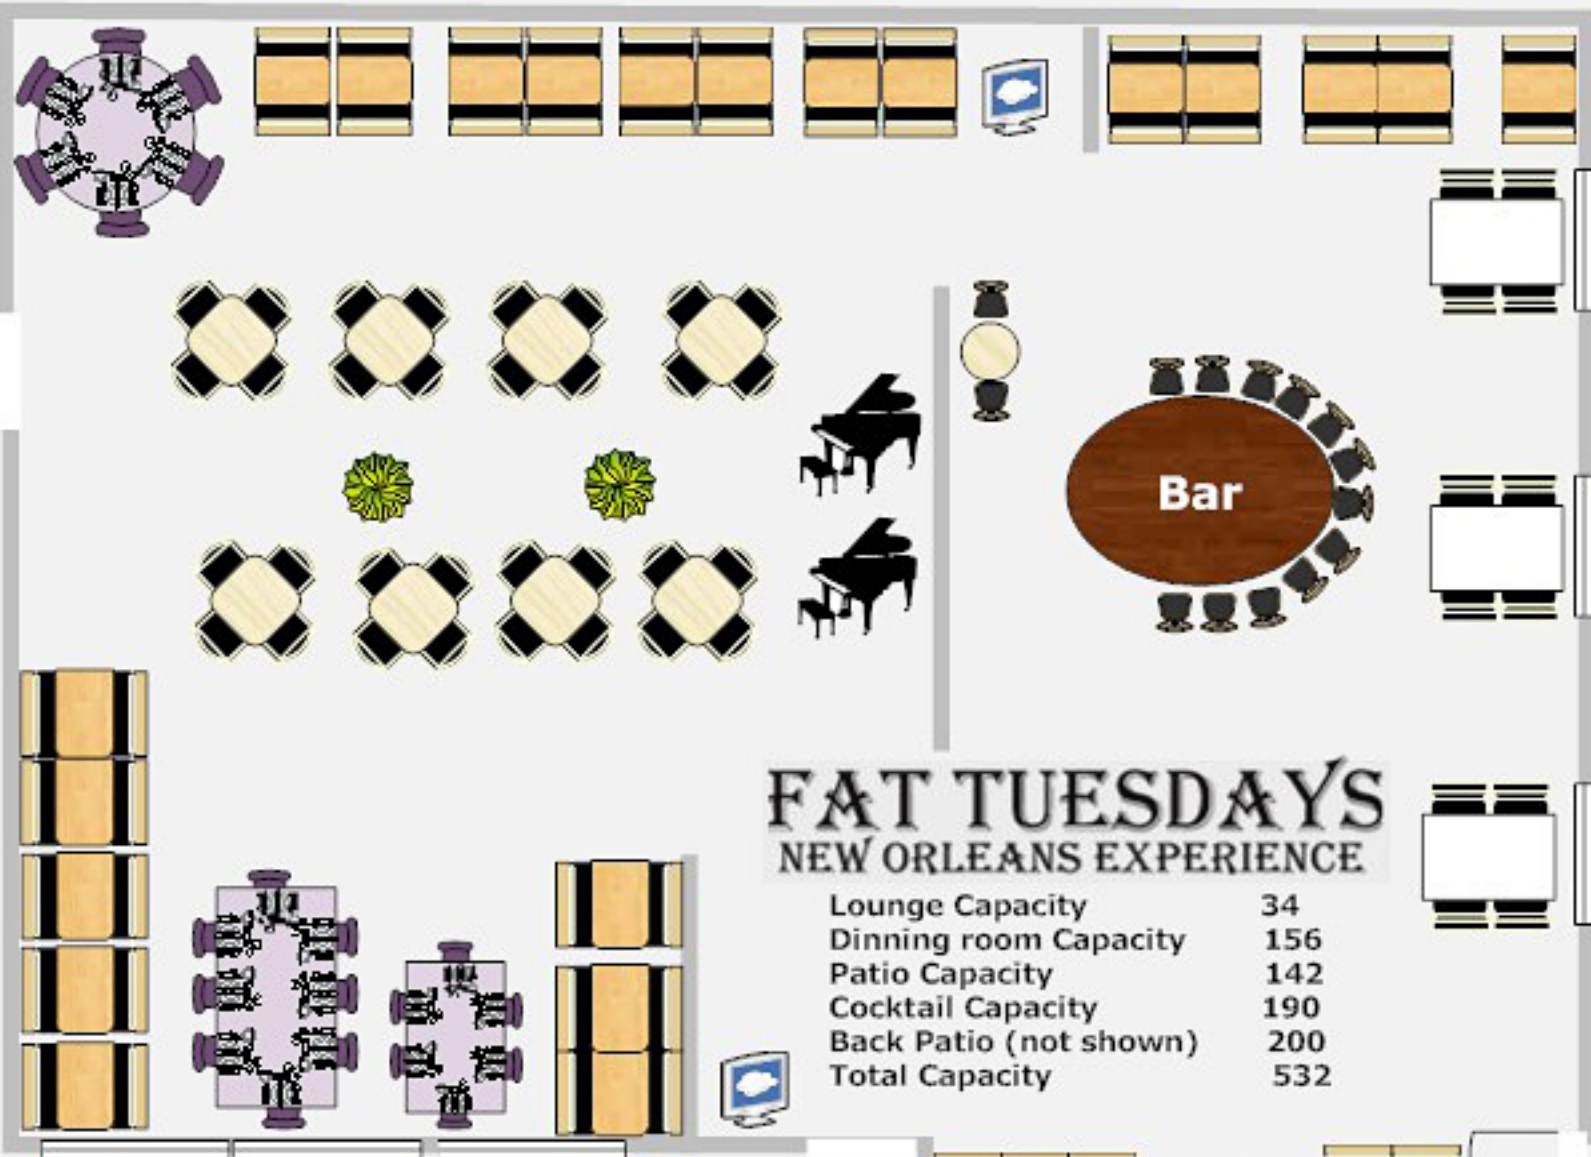 Bar
FAT TUESDAYS
NEW ORLEANS EXPERIENCE
Lounge Capacity 34
Dinning room Capacity 156
Patio Capacity 142
Cocktail Capacity 190
Back Patio (not shown) 200
Total Capacity 532